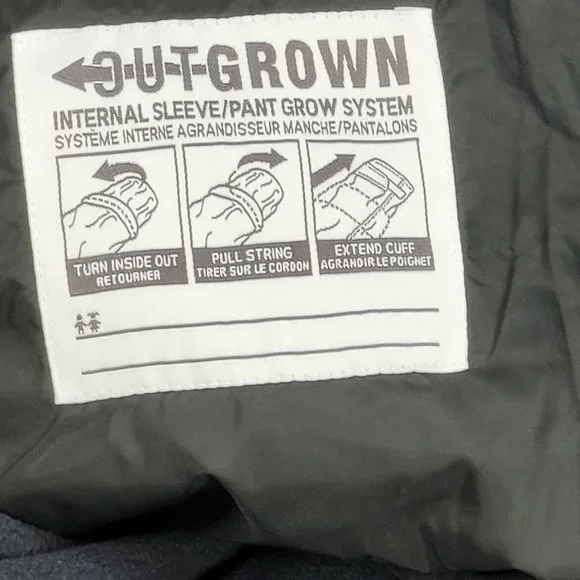 OUTGROWN
INTERNAL SLEEVE/PANT GROW SYSTEM
SYSTÈME INTERNE AGRANDISSEUR MANCHE/PANTALONS
TURN INSIDE OUT
RETOURNER
PULL STRING
TIRER SUR LE CORDON
EXTEND CUFF
AGRANDIR LE POIGNET